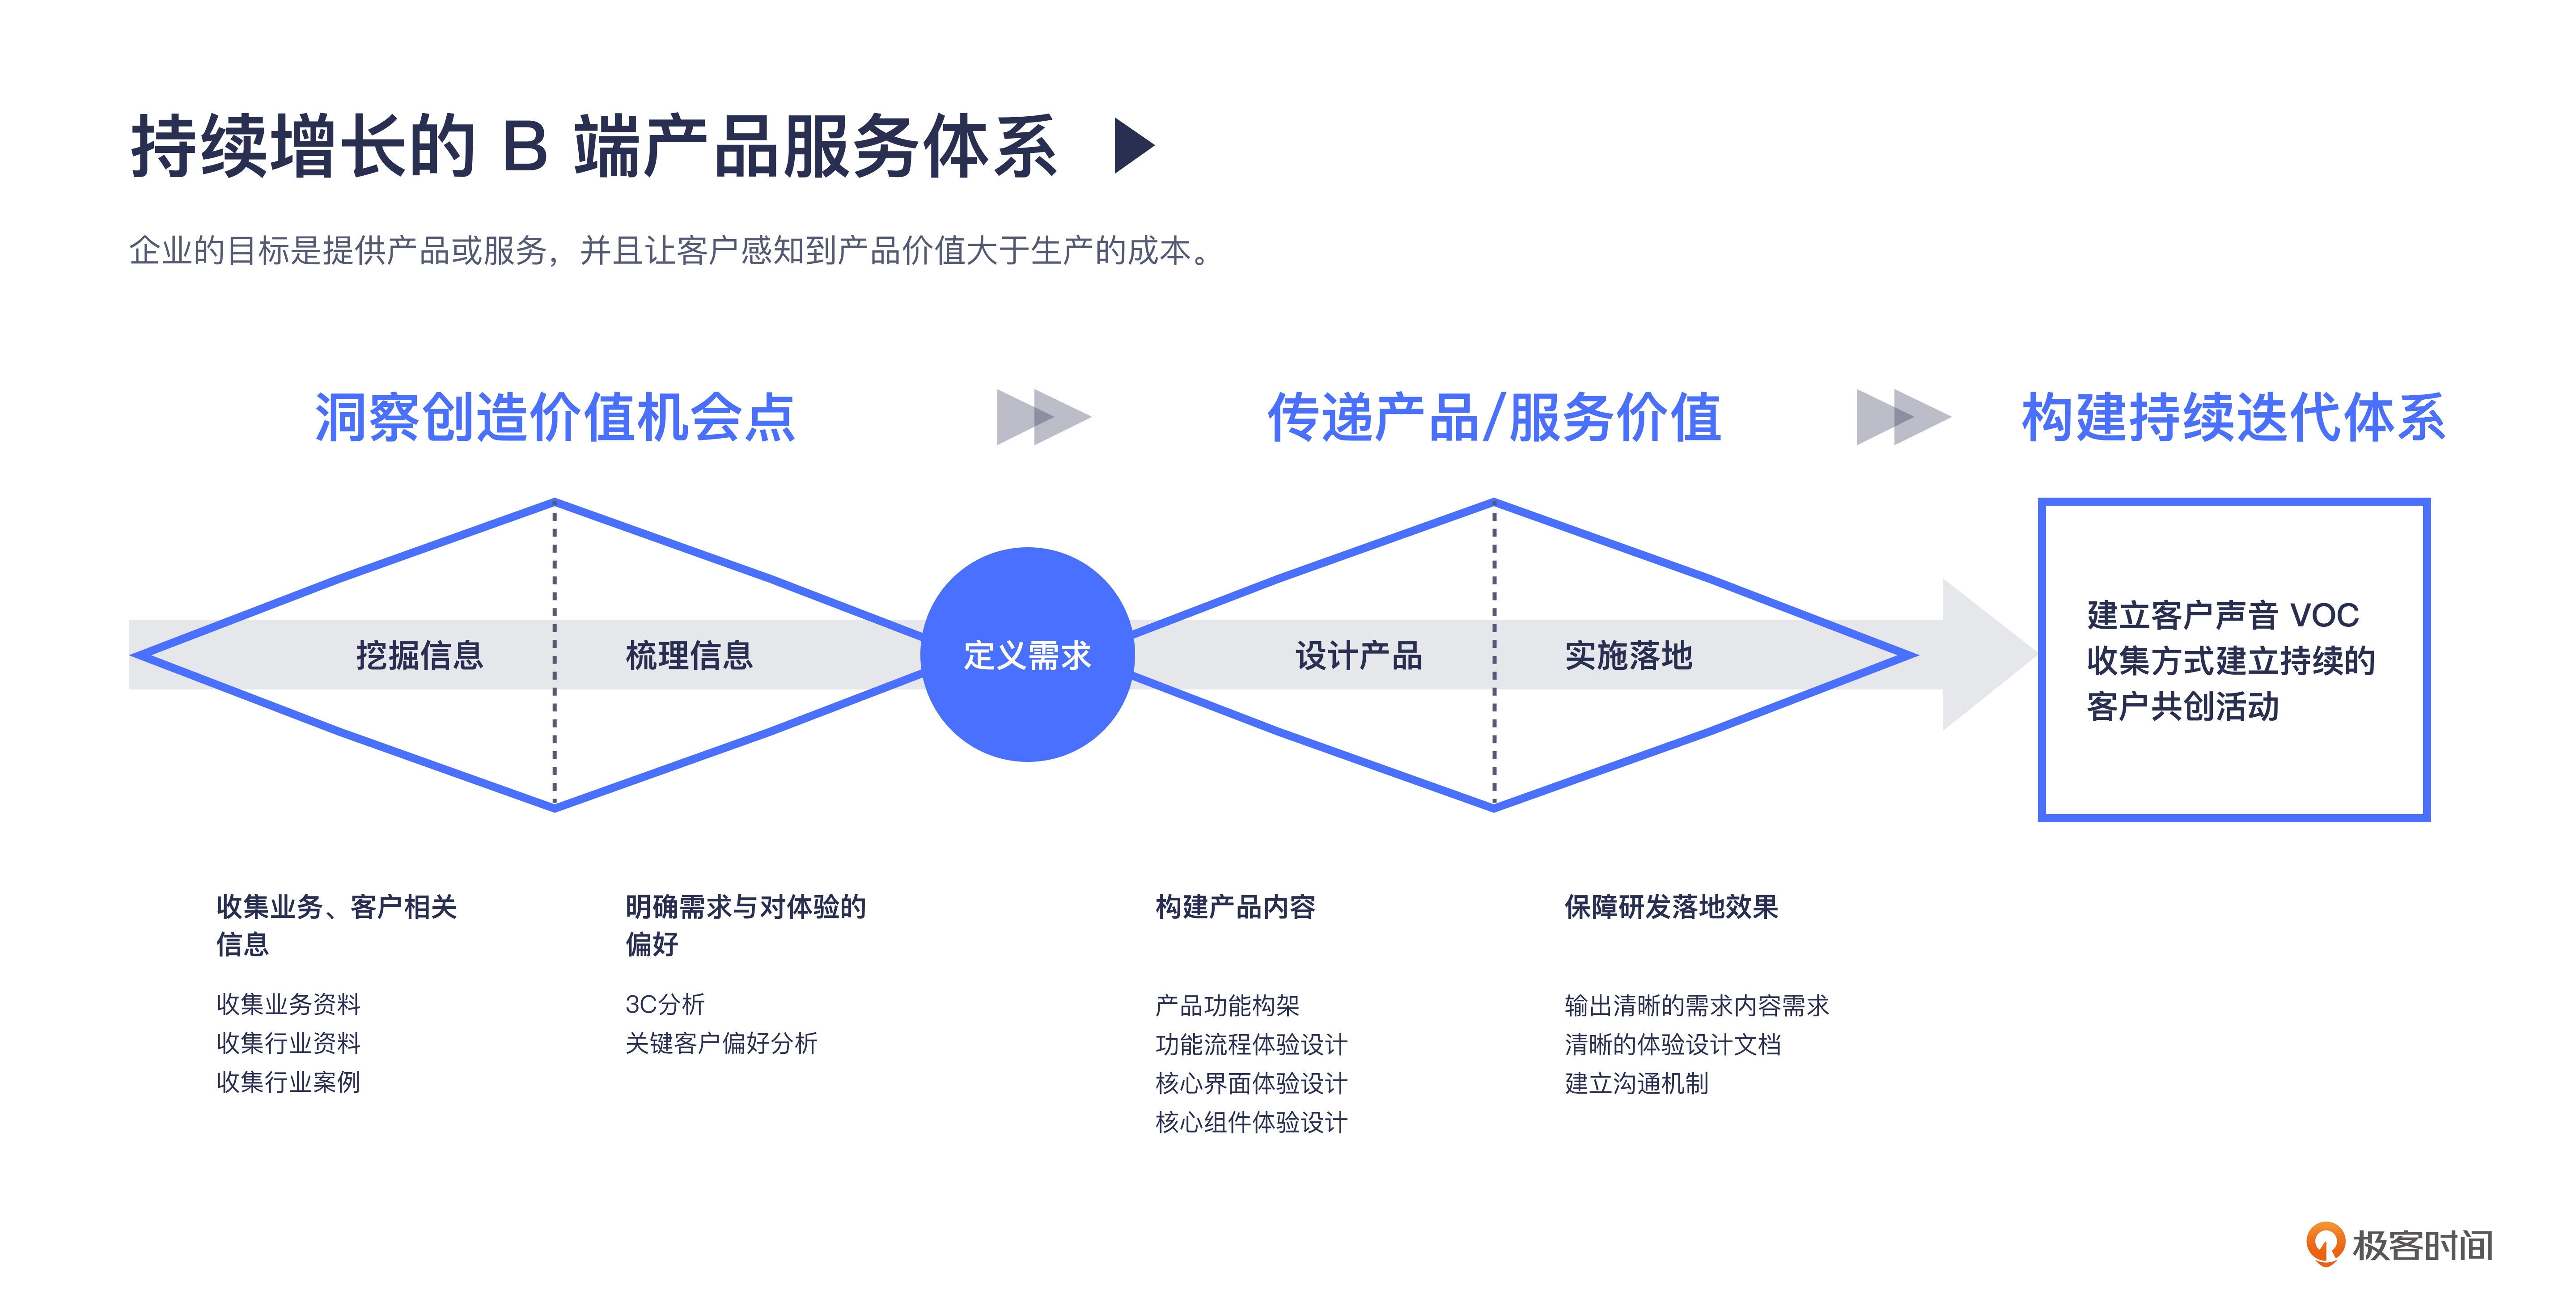 持续增长的 B 端产品服务体系
企业的目标是提供产品或服务，并且让客户感知到产品价值大于生产的成本。
洞察创造价值机会点
传递产品/服务价值
构建持续迭代体系
挖掘信息
梳理信息
定义需求
设计产品
实施落地
建立客户声音 VOC
收集方式建立持续的
客户共创活动
收集业务、客户相关
信息
收集业务资料
收集行业资料
收集行业案例
明确需求与对体验的
偏好
3C分析
关键客户偏好分析
构建产品内容
产品功能构架
功能流程体验设计
核心界面体验设计
核心组件体验设计
保障研发落地效果
输出清晰的需求内容需求
清晰的体验设计文档
建立沟通机制
极客时间